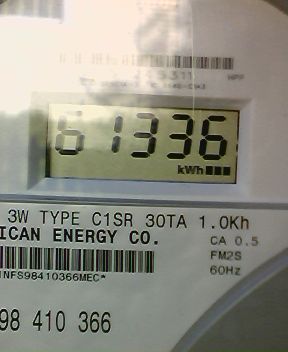 61336
kWh
3W TYPE C1SR 30TA 1.0Kh
ICAN ENERGY CO.
CA 0.5
FM2S
60Hz
INFS98410366MEC*
98 410 366